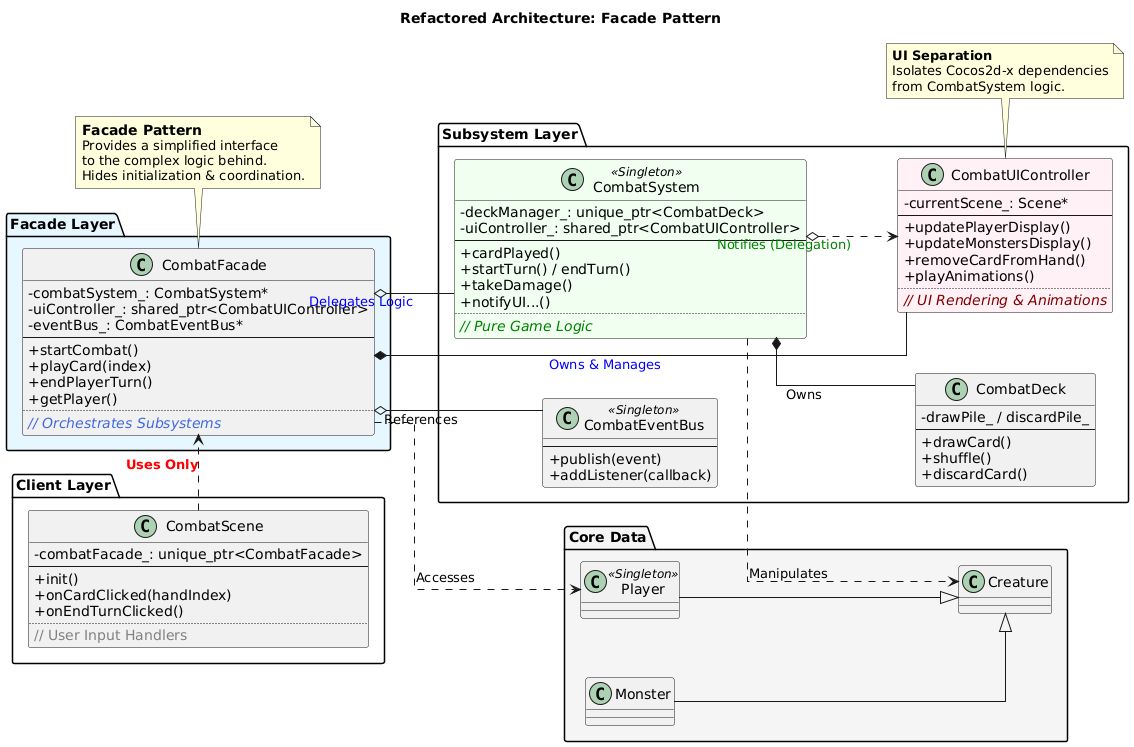 Refactored Architecture: Facade Pattern
UI Separation
Isolates Cocos2d-x dependencies
from CombatSystem logic.
Facade Pattern
Provides a simplified interface
to the complex logic behind.
Hides initialization & coordination.
Subsystem Layer
C
«Singleton»
CombatSystem
-deckManager_: unique_ptr<CombatDeck>
-uiController_: shared_ptr<CombatUIController>
+cardPlayed()
+startTurn() / endTurn()
+takeDamage()
+notifyUI...()
// Pure Game Logic
Notifies (Delegation)
C
CombatUIController
-currentScene_: Scene*
+updatePlayerDisplay()
+updateMonstersDisplay()
+removeCardFromHand()
+playAnimations()
// UI Rendering & Animations
Facade Layer
C
CombatFacade
-combatSystem_: CombatSystem*
-uiController_: shared_ptr<CombatUIController>
-eventBus_: CombatEventBus*
+startCombat()
+playCard(index)
+endPlayerTurn()
+getPlayer()
// Orchestrates Subsystems
Delegates Logic
Owns & Manages
Owns
References
C
«Singleton»
CombatEventBus
+publish(event)
+addListener(callback)
C
CombatDeck
-drawPile_ / discardPile_
+drawCard()
+shuffle()
+discardCard()
Uses Only
Client Layer
C
CombatScene
-combatFacade_: unique_ptr<CombatFacade>
+init()
+onCardClicked(handIndex)
+onEndTurnClicked()
// User Input Handlers
Accesses
Core Data
C
«Singleton»
Player
Manipulates
C
Creature
C
Monster